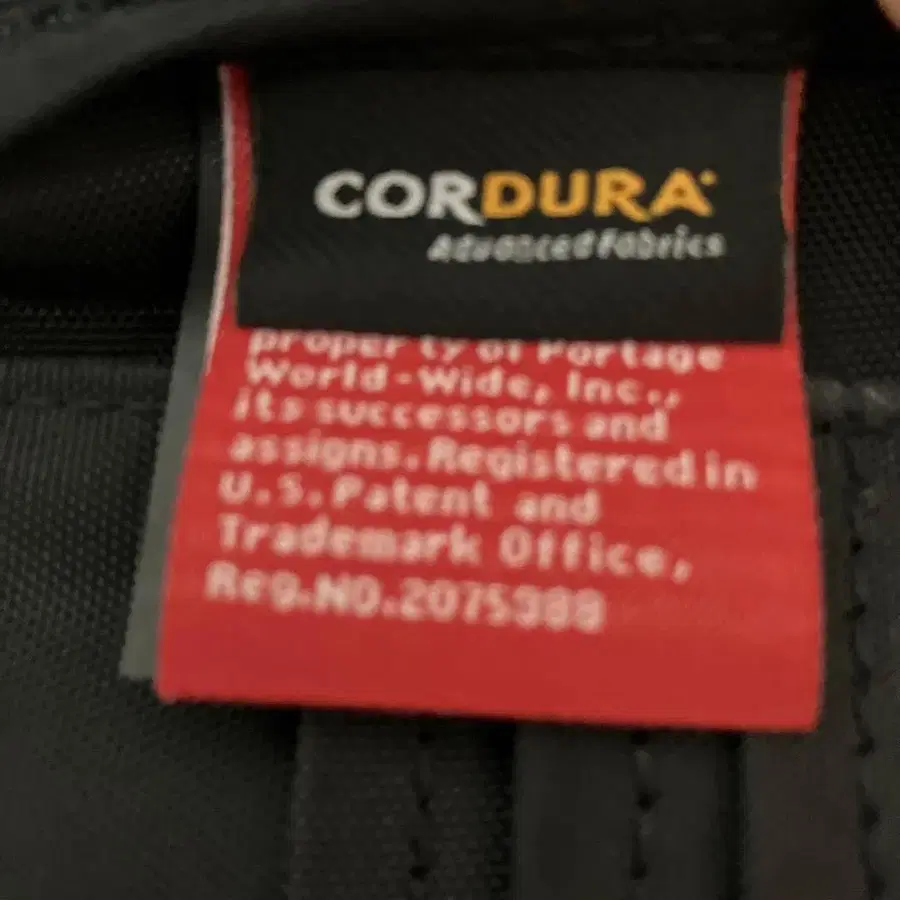 CORDURA
Advanced Fabrics
property of Portage
World-Wide, Inc.,
its successors and
assigns. Registered in
U.S. Patent and
Trademark Office,
Reg.NO.2075388